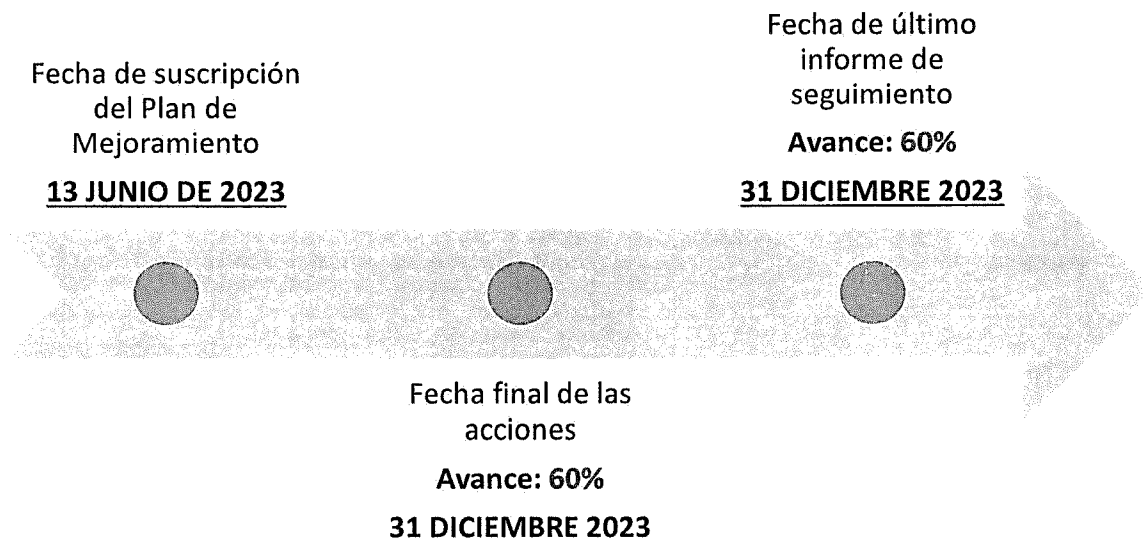 Fecha de suscripción
del Plan de
Mejoramiento
13 JUNIO DE 2023
Fecha final de las
acciones
Avance: 60%
31 DICIEMBRE 2023
Fecha de último
informe de
seguimiento
Avance: 60%
31 DICIEMBRE 2023